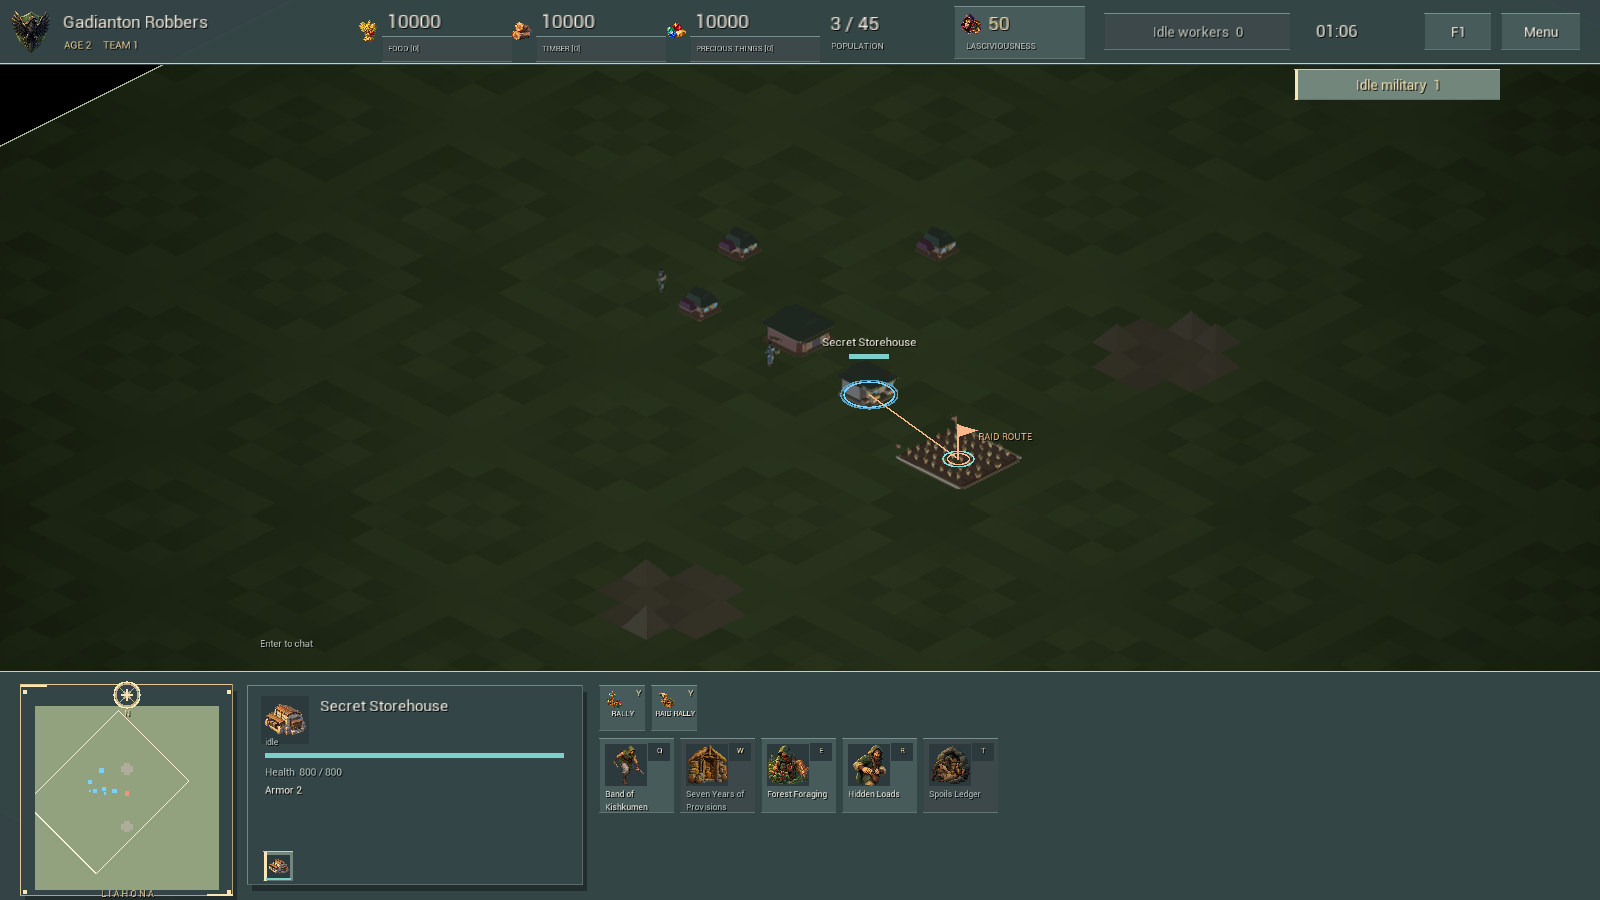 Gadianton Robbers
AGE 2 TEAM 1
10000
FOOD [0]
10000
TIMBER [0]
10000
PRECIOUS THINGS [0]
3 / 45
POPULATION
50
LASCIVIOUSNESS
Idle workers 0
01:06
F1
Menu
Idle military 1
Secret Storehouse
RAID ROUTE
Enter to chat
N
LIAHONA
Secret Storehouse
idle
Health 800 / 800
Armor 2
Y
RALLY
Y
RAID RALLY
Q
Band of
Kishkumen
W
Seven Years of
Provisions
E
Forest Foraging
R
Hidden Loads
T
Spoils Ledger